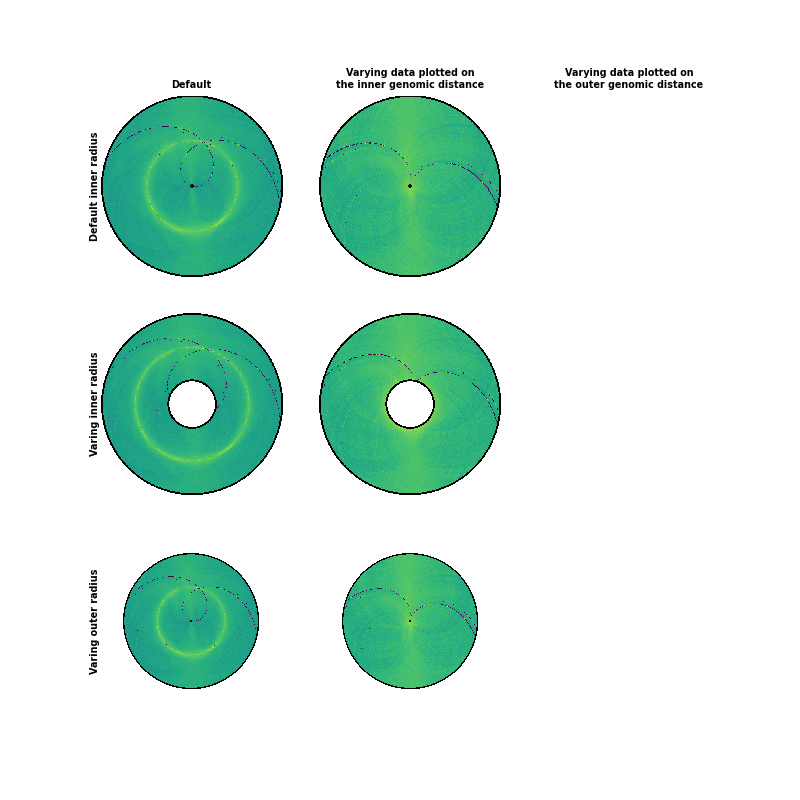 Default
Varying data plotted on
the inner genomic distance
Varying data plotted on
the outer genomic distance
Default inner radius
Varing inner radius
Varing outer radius